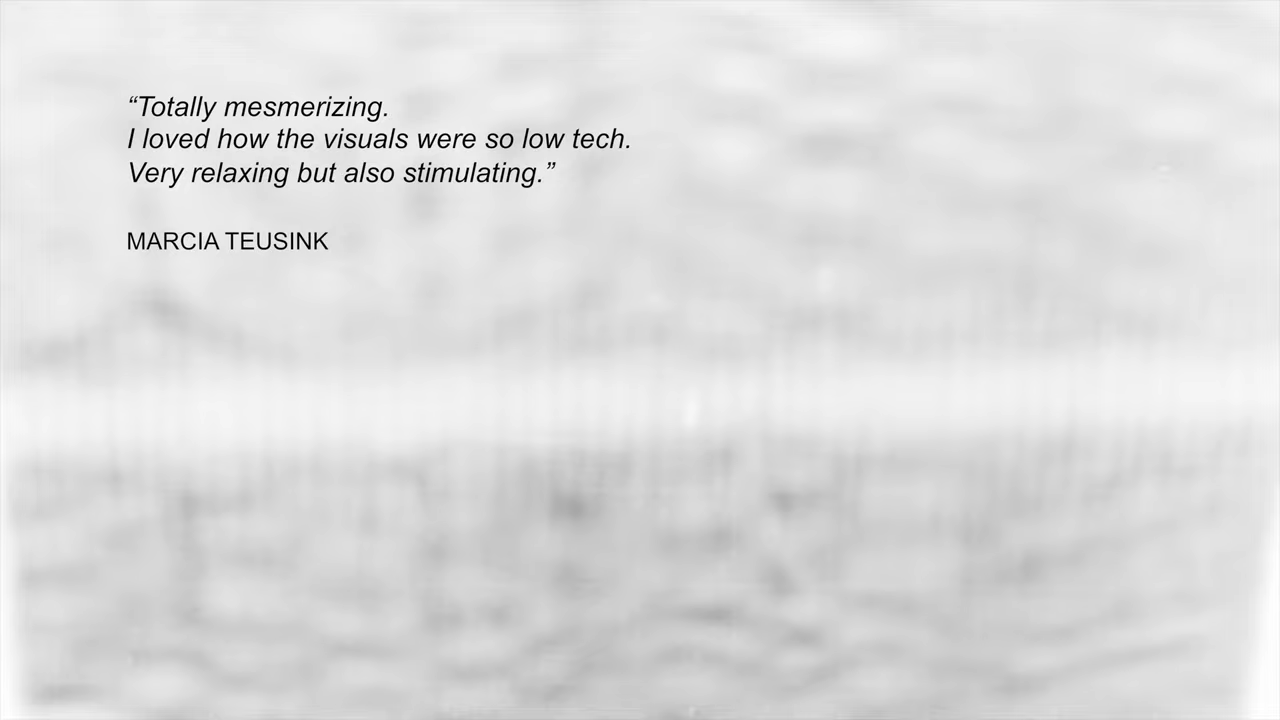 “Totally mesmerizing.
I loved how the visuals were so low tech.
Very relaxing but also stimulating.”
MARCIA TEUSINK